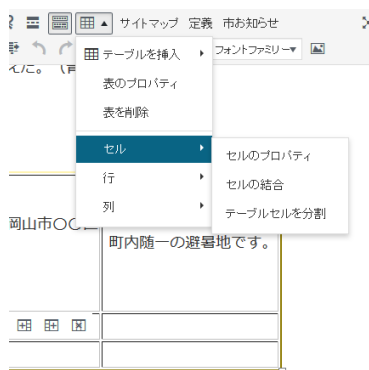 サイトマップ 定義 市お知らせ
テーブルを挿入
フォントファミリー
えた。
表のプロパティ
表を削除
セル
セルのプロパティ
行
セルの結合
列
テーブルセルを分割
岡山市〇〇
町内随一の避暑地です。